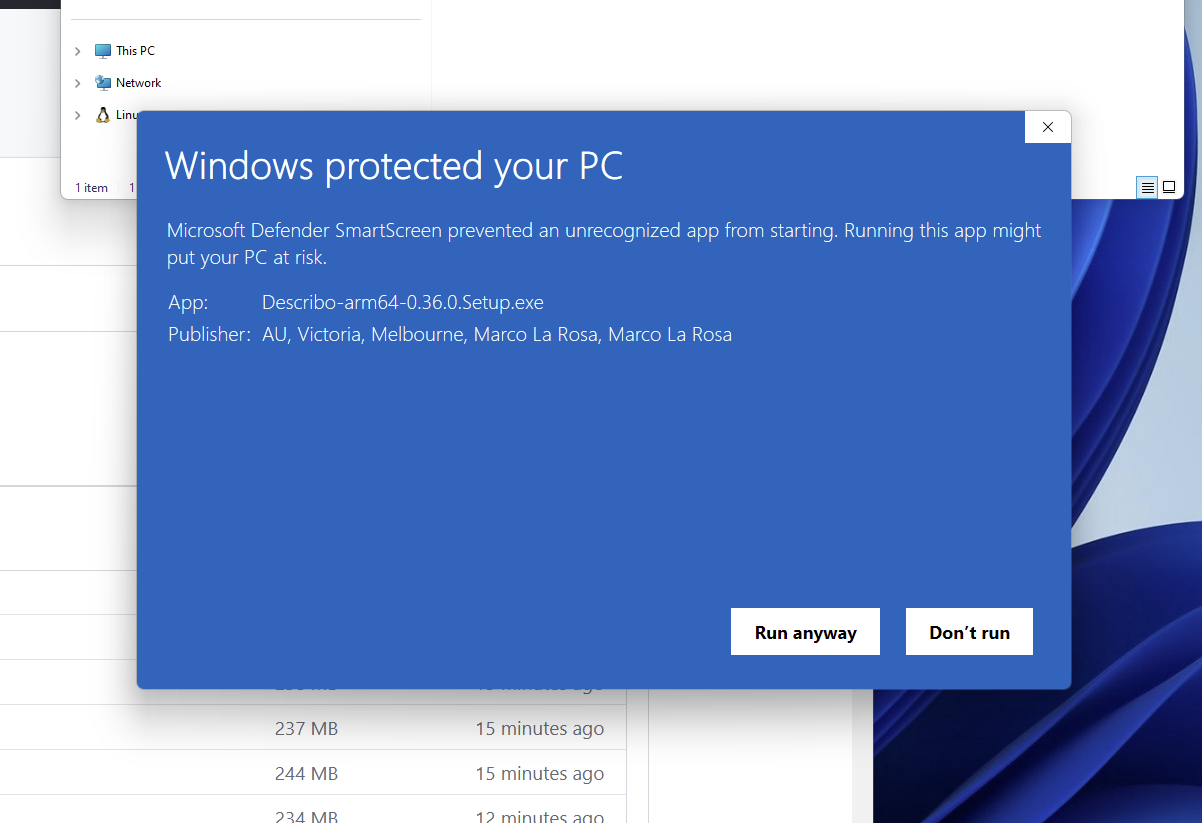 This PC
Network
Linu
1 item
1
Windows protected your PC
Microsoft Defender SmartScreen prevented an unrecognized app from starting. Running this app might
put your PC at risk.
App: Describo-arm64-0.36.0.Setup.exe
Publisher: AU, Victoria, Melbourne, Marco La Rosa, Marco La Rosa
Run anyway Don’t run
237 MB 15 minutes ago
244 MB 15 minutes ago
234 MB 12 minutes ago